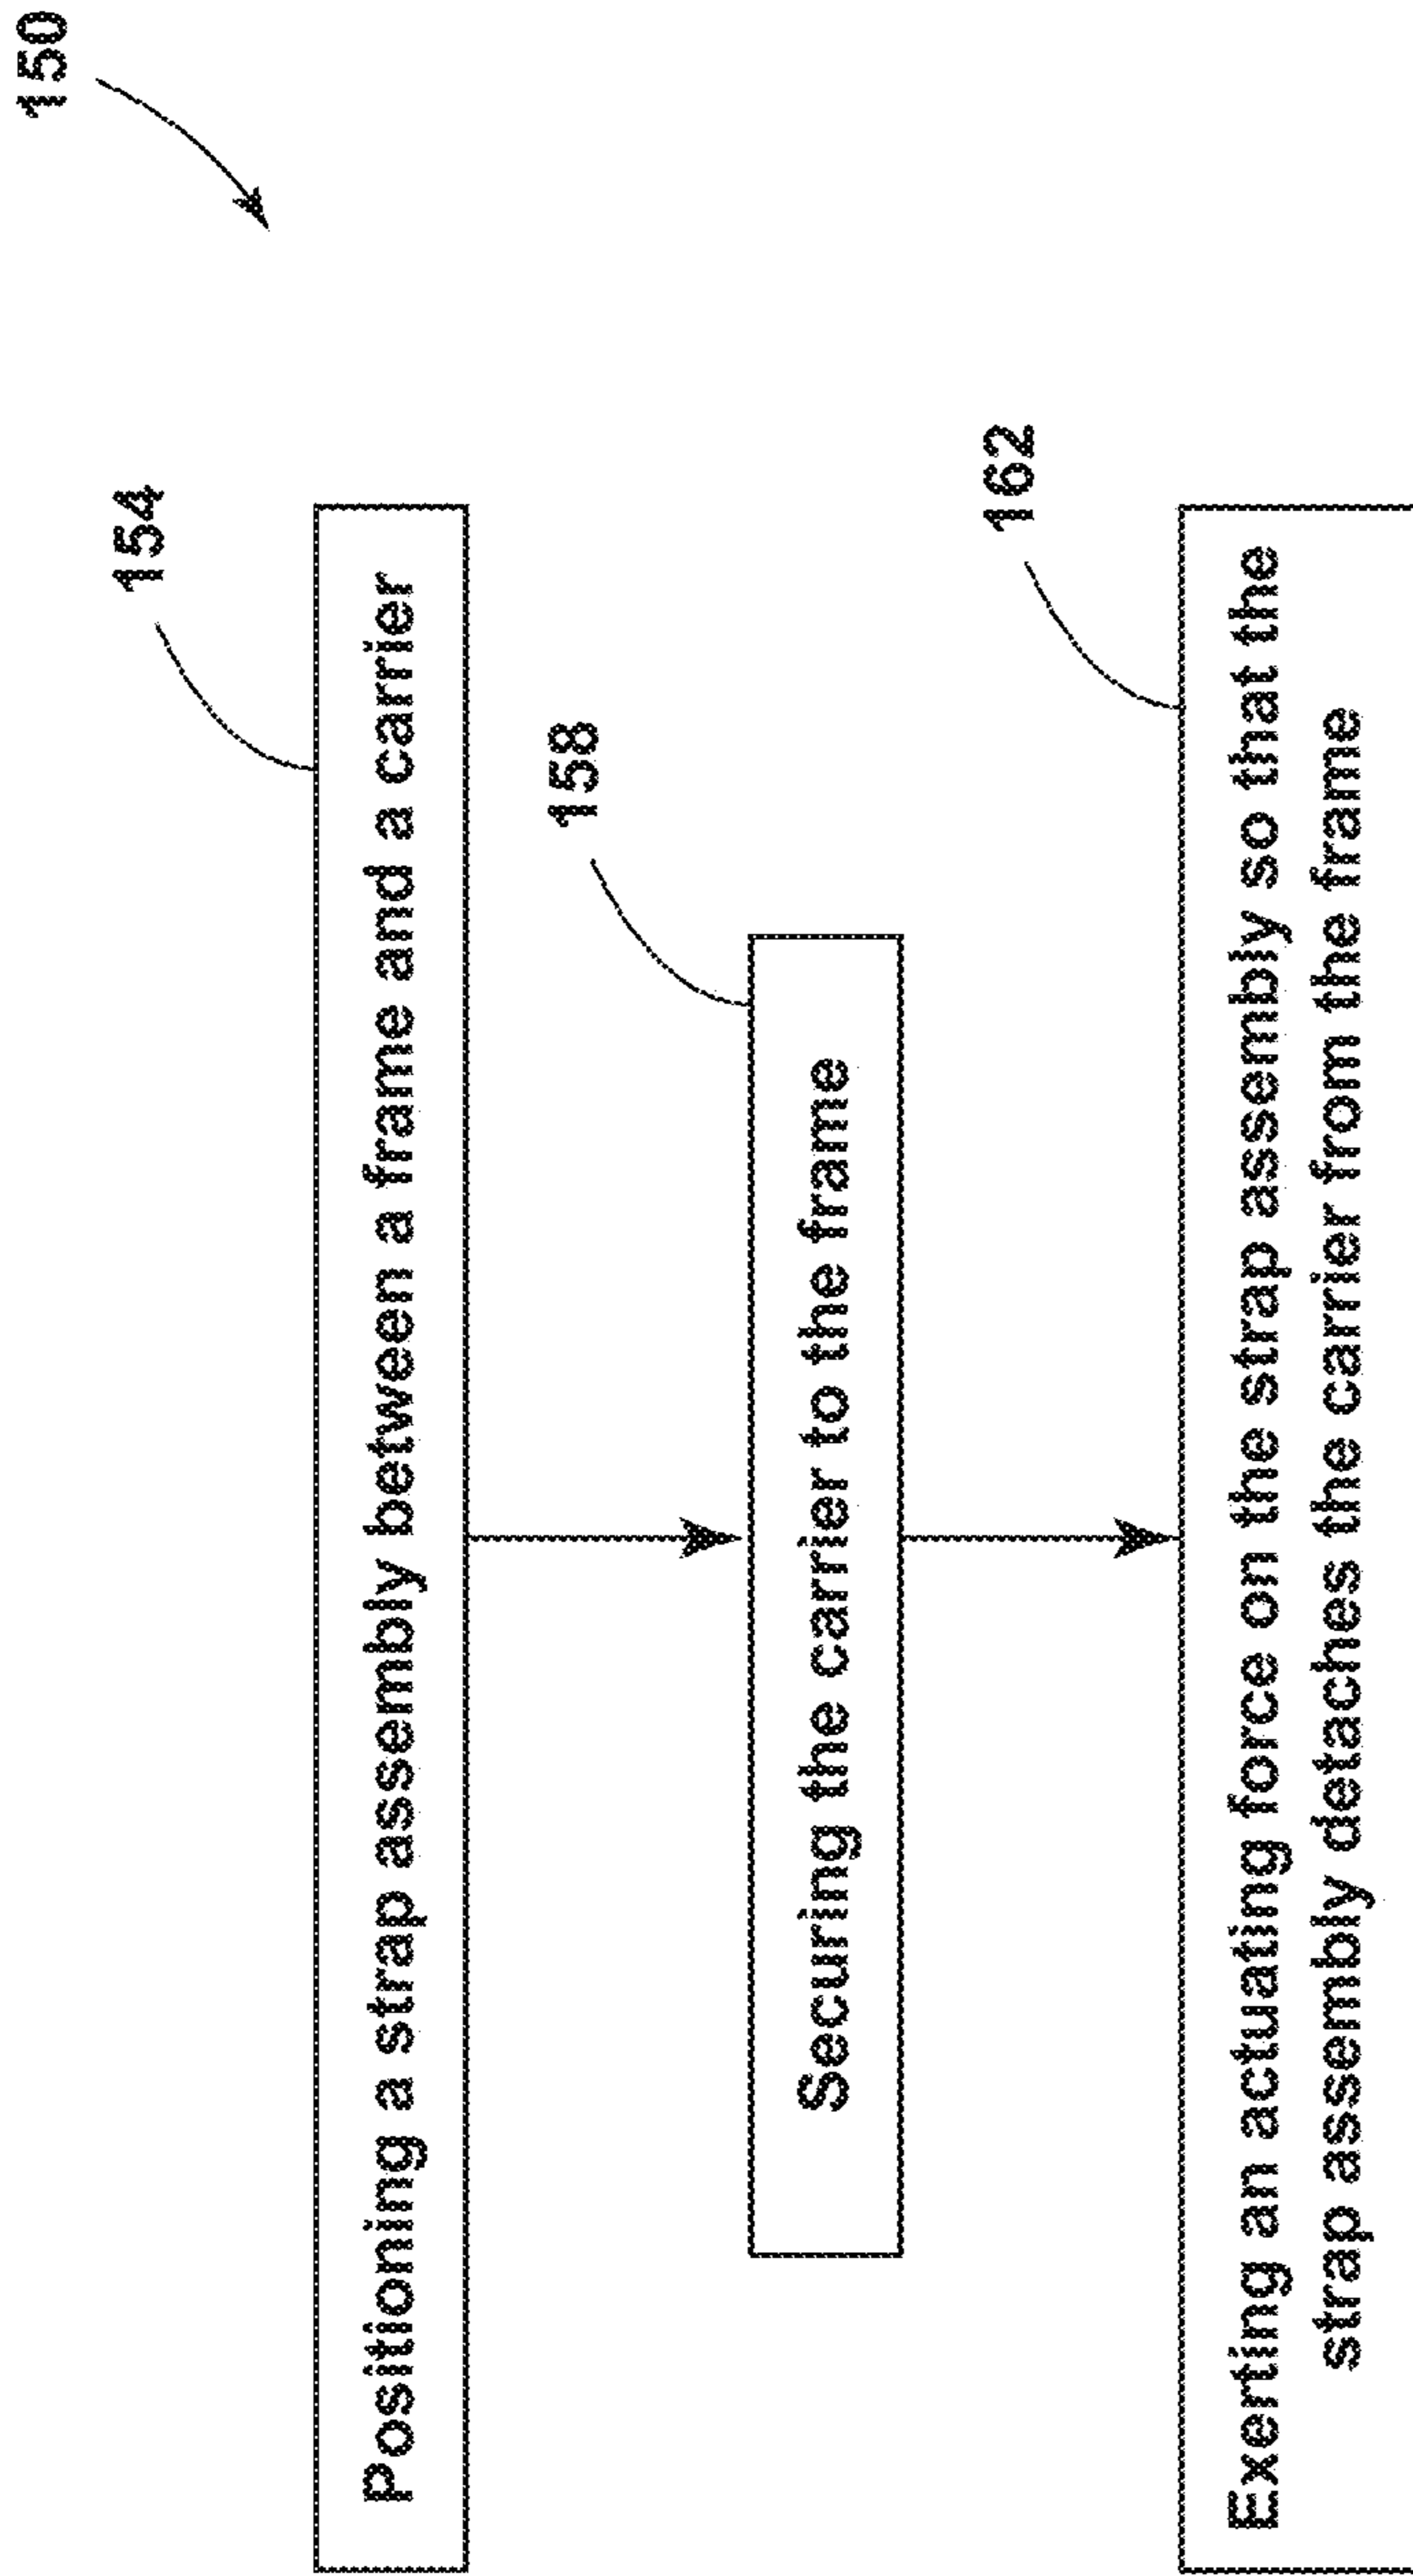 150
154
Positioning a strap assembly between a frame and a carrier
158
Securing the carrier to the frame
162
Exerting an actuating force on the strap assembly so that the
strap assembly detaches the carrier from the frame